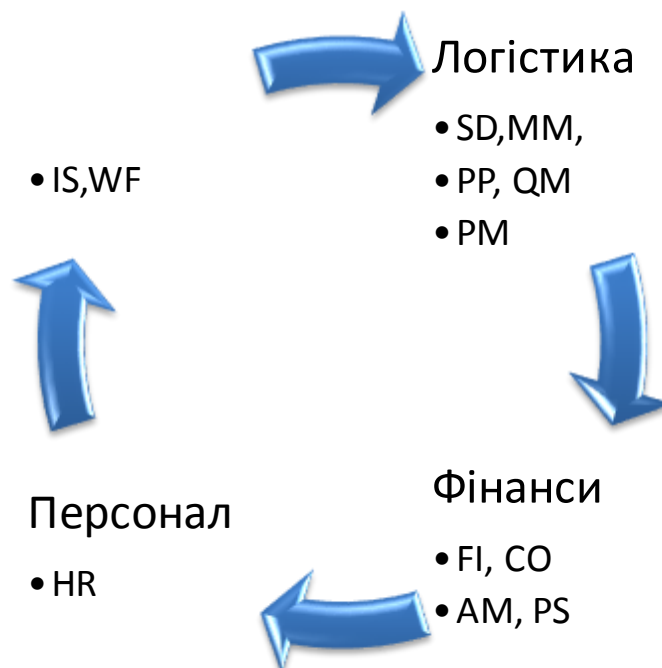 • IS,WF
Логістика
• SD,MM,
• PP, QM
• PM
Фінанси
• FI, CO
• AM, PS
Персонал
• HR